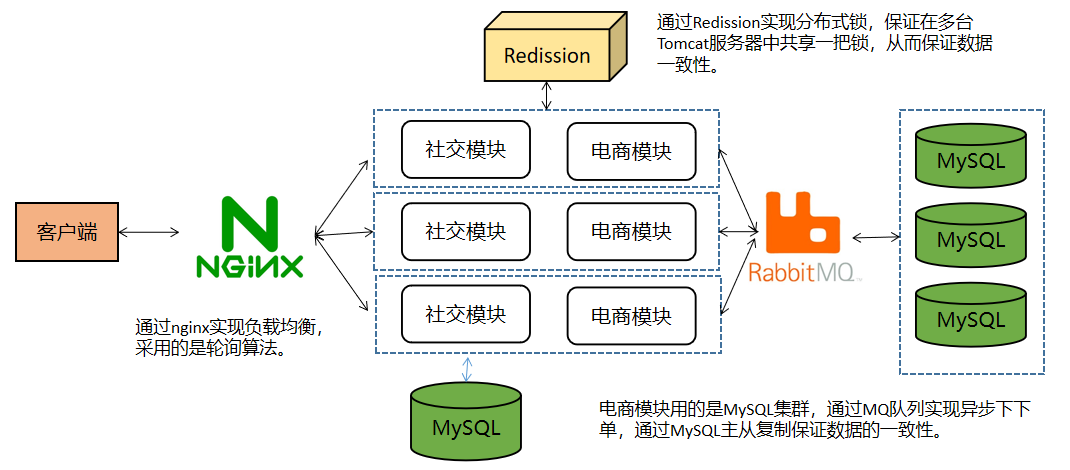 通过Redission实现分布式锁，保证在多台
Tomcat服务器中共享一把锁，从而保证数据
一致性。
Redission
社交模块
电商模块
MySQL
客户端
NGINX
社交模块
电商模块
RabbitMQ
MySQL
社交模块
电商模块
MySQL
通过nginx实现负载均衡，
采用的是轮询算法。
MySQL
电商模块用的是MySQL集群，通过MQ队列实现异步下下
单，通过MySQL主从复制保证数据的一致性。